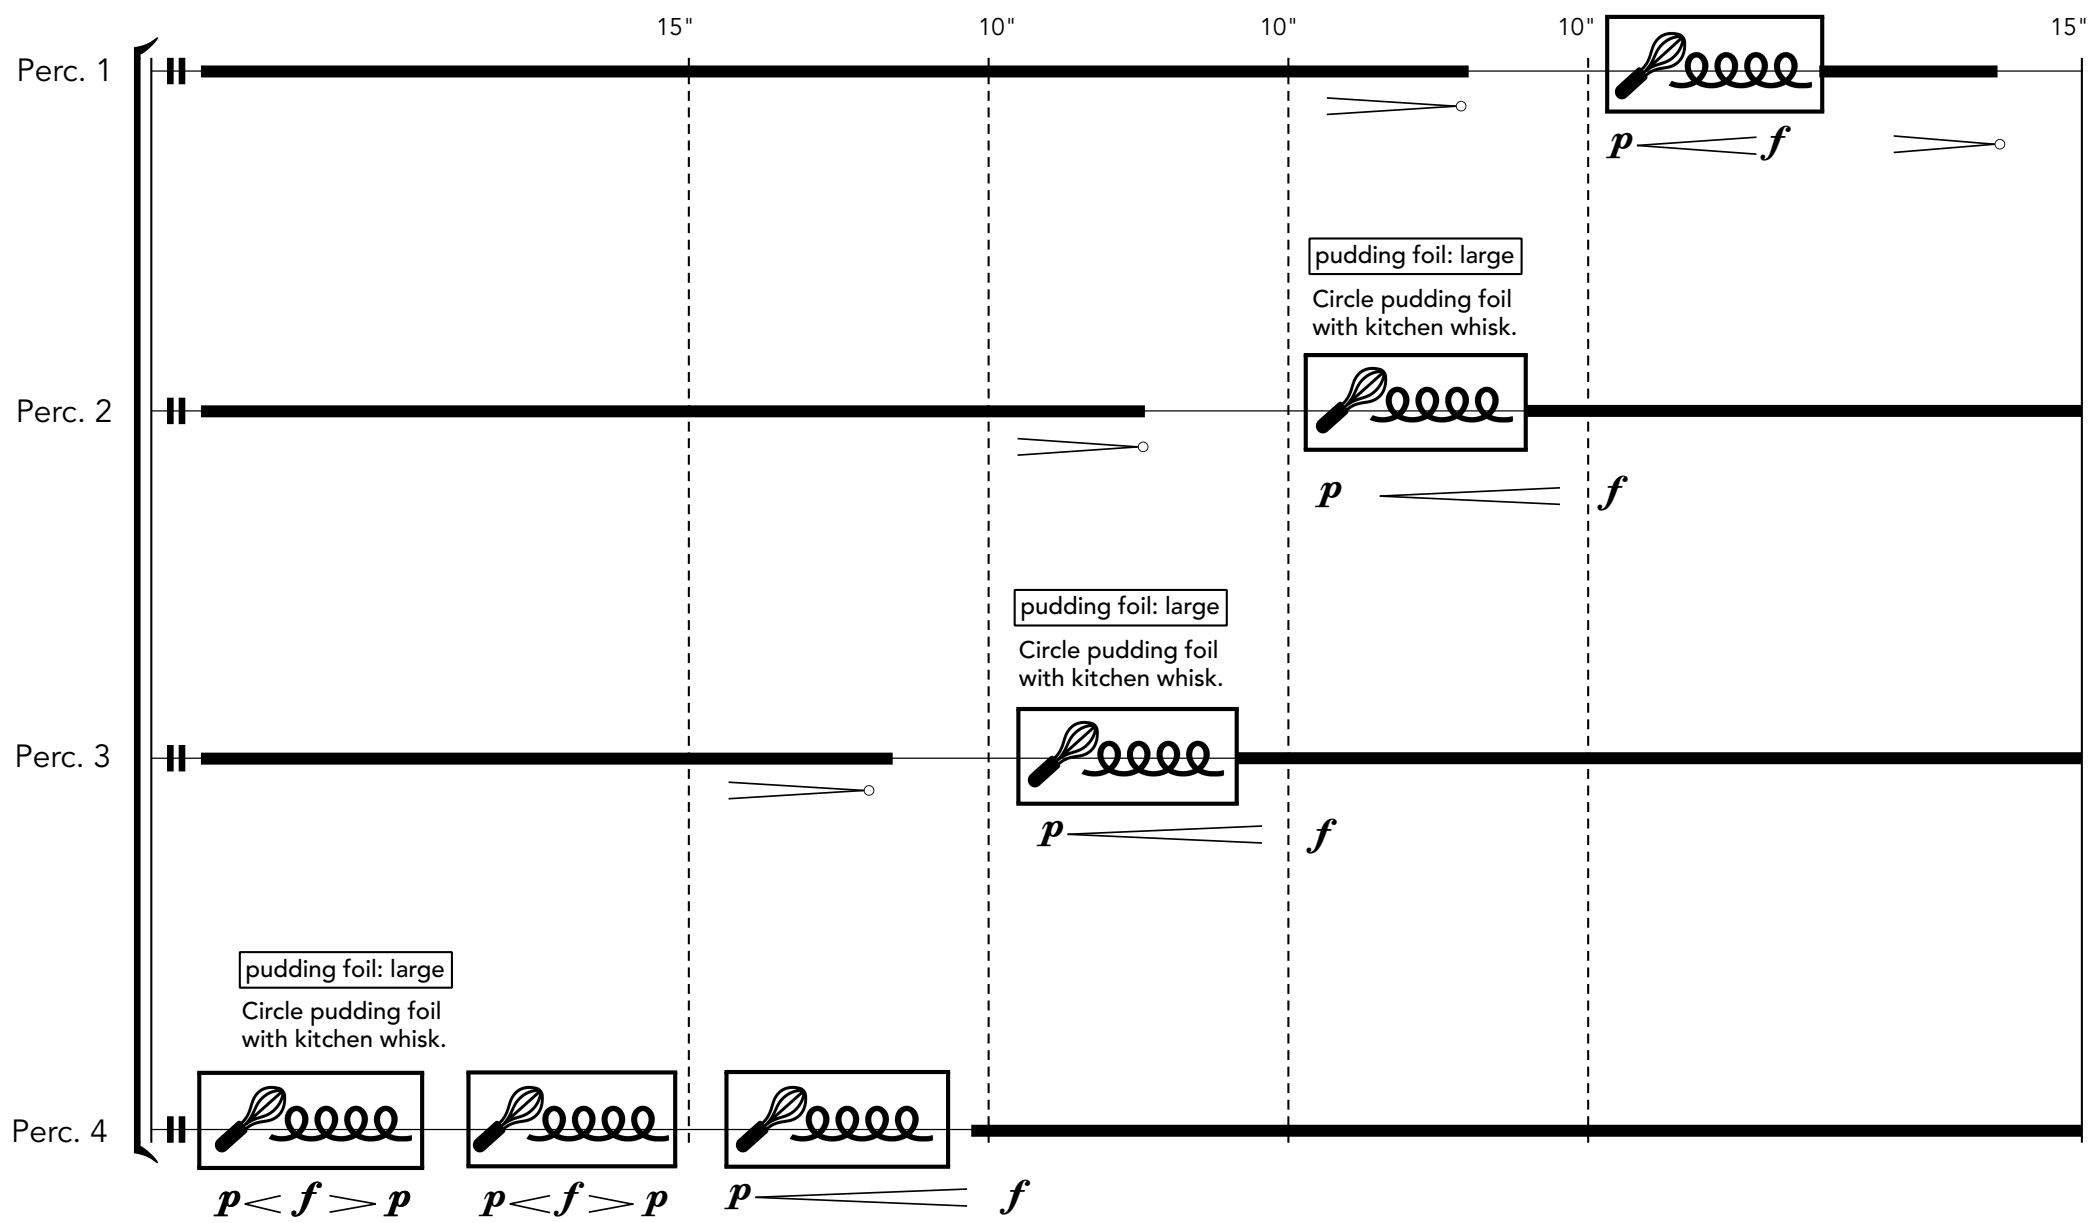 15" 10" 10" 10" 15"
Perc. 1
p f
pudding foil: large
Circle pudding foil
with kitchen whisk.
Perc. 2
p f
pudding foil: large
Circle pudding foil
with kitchen whisk.
Perc. 3
p f
pudding foil: large
Circle pudding foil
with kitchen whisk.
Perc. 4
p f p p f p p f